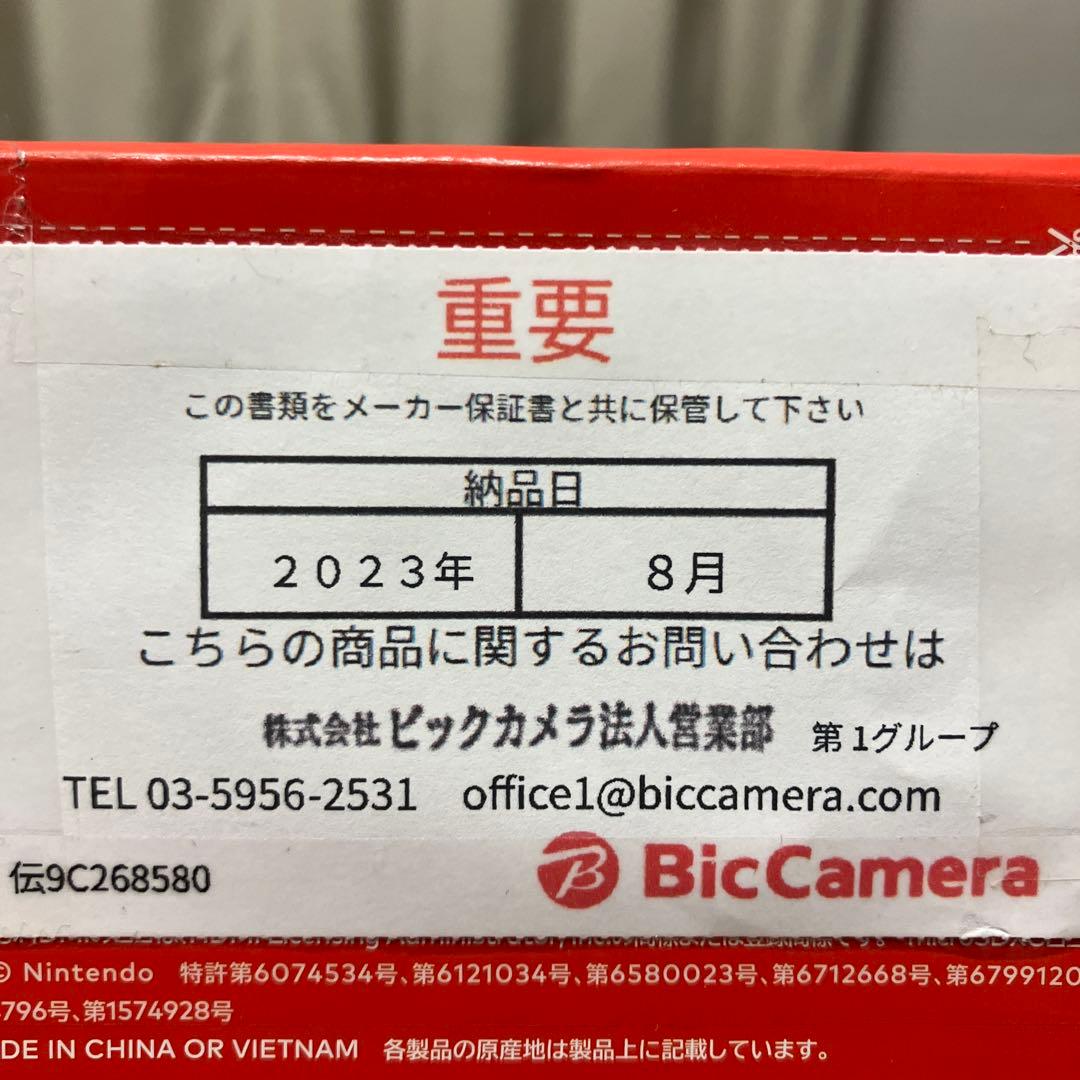 重要
この書類をメーカー保証書と共に保管して下さい
納品日
２０２３年 ８月
こちらの商品に関するお問い合わせは
株式会社 ビックカメラ法人営業部 第1グループ
TEL 03-5956-2531 office1@biccamera.com
伝9C268580 BicCamera
© Nintendo 特許第6074534号、第6121034号、第6580023号、第6712668号、第6799120
796号、第1574928号
DE IN CHINA OR VIETNAM 各製品の原産地は製品上に記載しています。